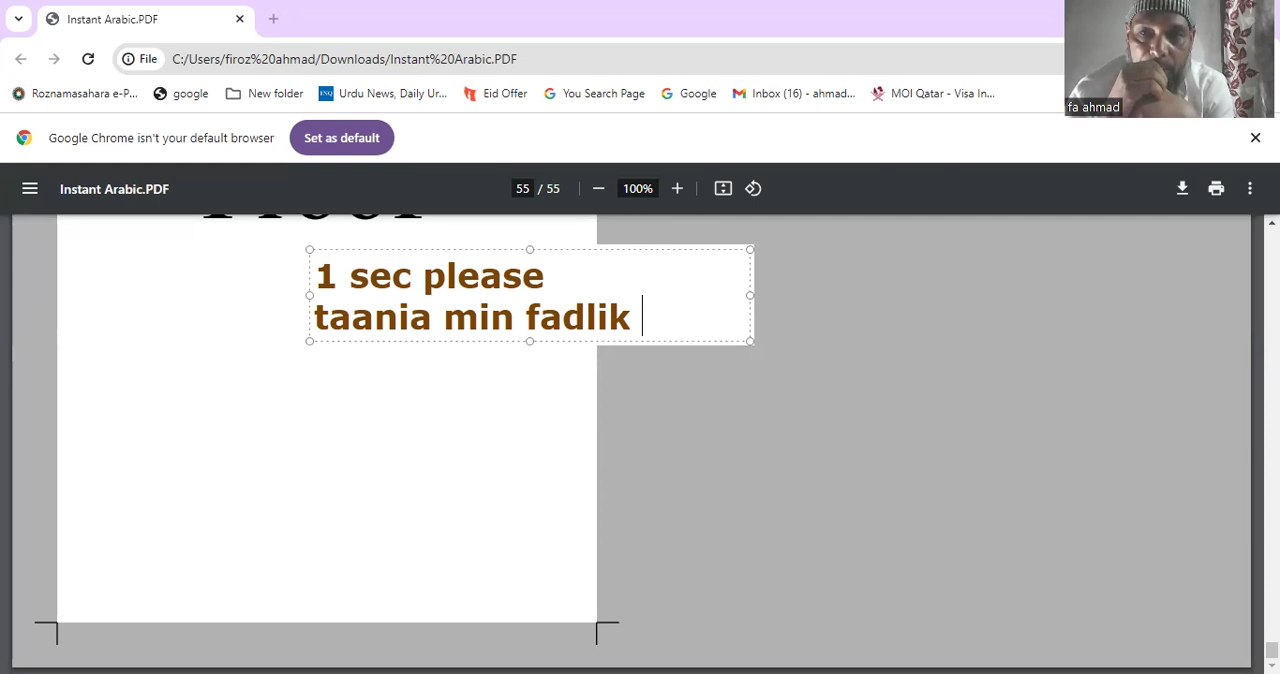 Instant Arabic.PDF
File
C:/Users/firoz%20ahmad/Downloads/Instant%20Arabic.PDF
Roznamasahara e-P...
google
New folder
Urdu News, Daily Ur...
Eid Offer
You Search Page
Google
Inbox (16) - ahmad...
MOI Qatar - Visa In...
fa ahmad
Google Chrome isn't your default browser
Set as default
Instant Arabic.PDF
55 / 55
100%
1 sec please
taania min fadlik